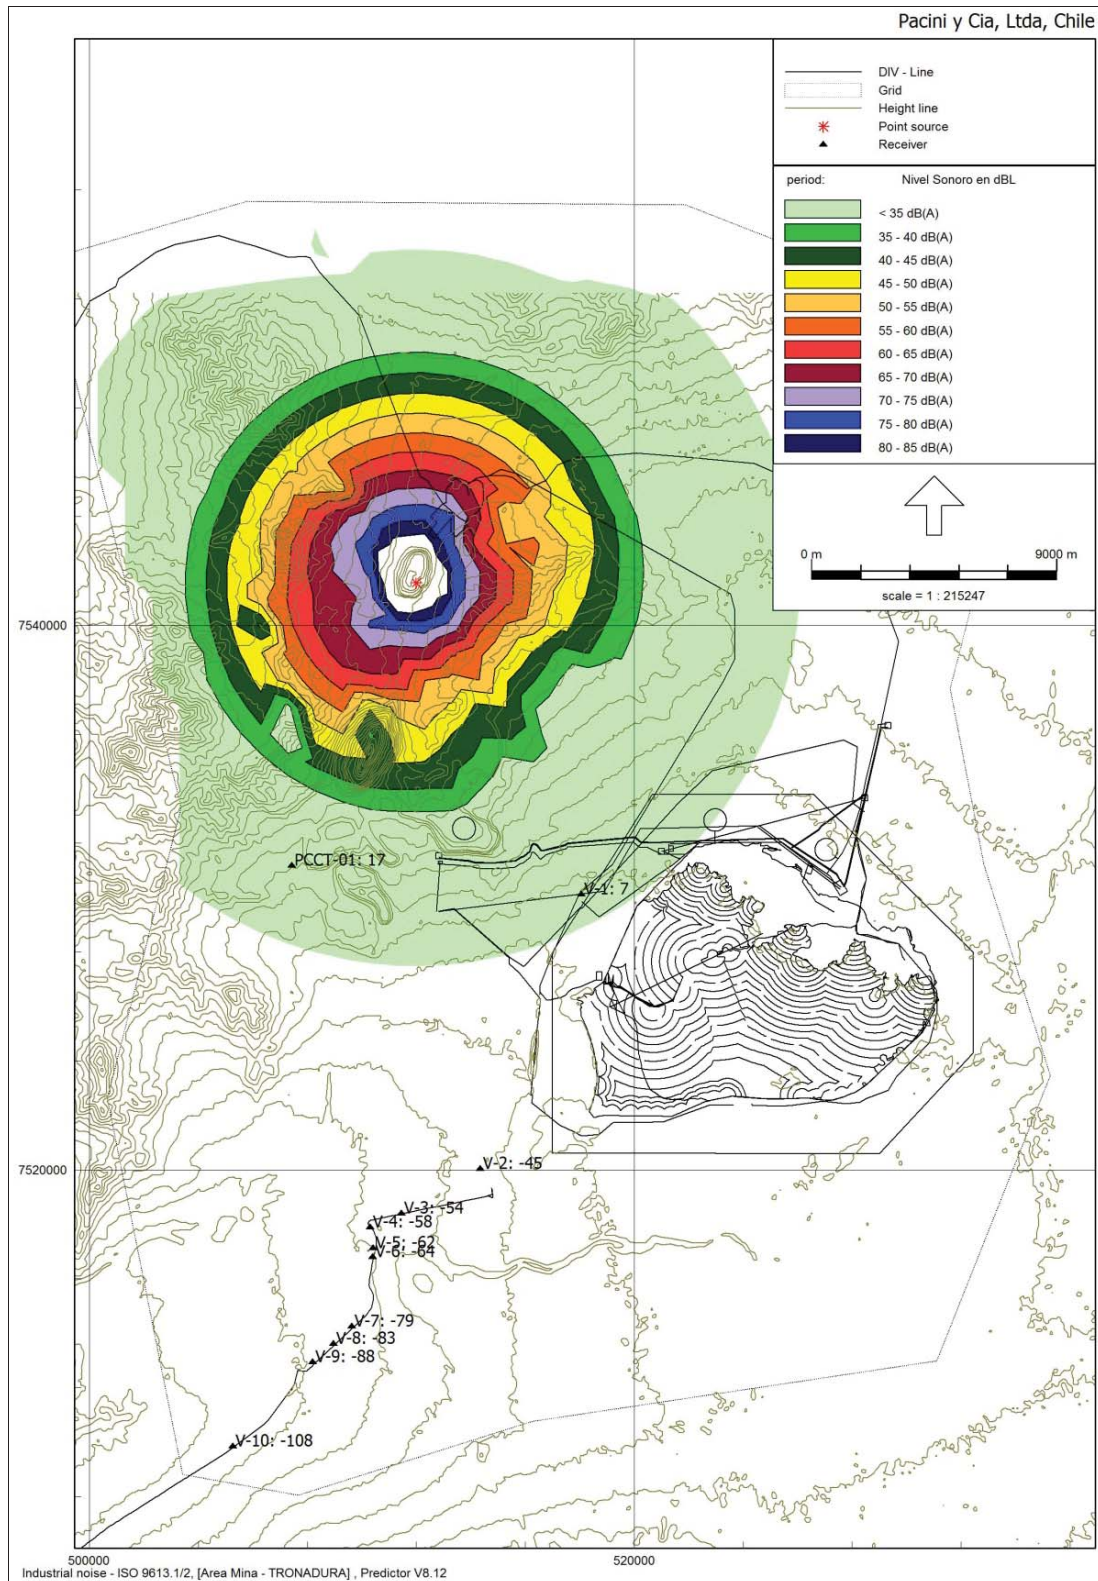 Pacini y Cia, Ltda, Chile
DIV - Line
Grid
Height line
Point source
Receiver
period: Nivel Sonoro en dBL
< 35 dB(A)
35 - 40 dB(A)
40 - 45 dB(A)
45 - 50 dB(A)
50 - 55 dB(A)
55 - 60 dB(A)
60 - 65 dB(A)
65 - 70 dB(A)
70 - 75 dB(A)
75 - 80 dB(A)
80 - 85 dB(A)
0 m 9000 m
scale = 1 : 215247
7540000
PCCT-01: 17
V-1: 7
7520000
V-2: -45
V-3: -54
V-4: -58
V-5: -62
V-6: -64
V-7: -79
V-8: -83
V-9: -88
V-10: -108
500000 520000
Industrial noise - ISO 9613.1/2, [Area Mina - TRONADURA] , Predictor V8.12